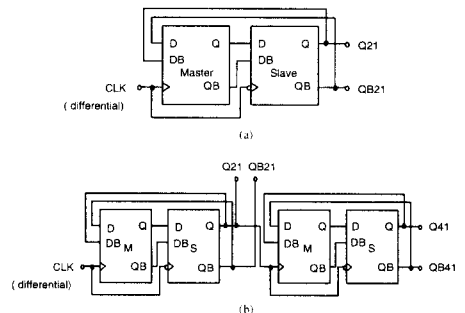 D Q D Q Q21
DB DB
Master Slave
CLK QB QB QB21
( differential)
(a)
Q21 QB21
D Q D Q Q41
DB M DB S DB M DB S
CLK QB QB QB QB QB41
( differential)
(b)